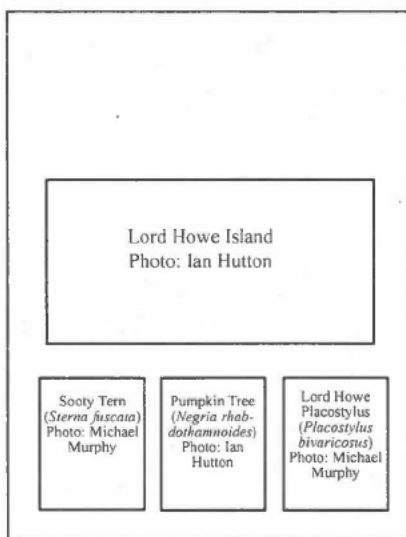 Lord Howe Island
Photo: Ian Hutton
Sooty Tern
(Sterna fuscata)
Photo: Michael
Murphy
Pumpkin Tree
(Negria rhab-
dothamnoides)
Photo: Ian
Hutton
Lord Howe
Placostylus
(Placostylus
bivaricosus)
Photo: Michael
Murphy